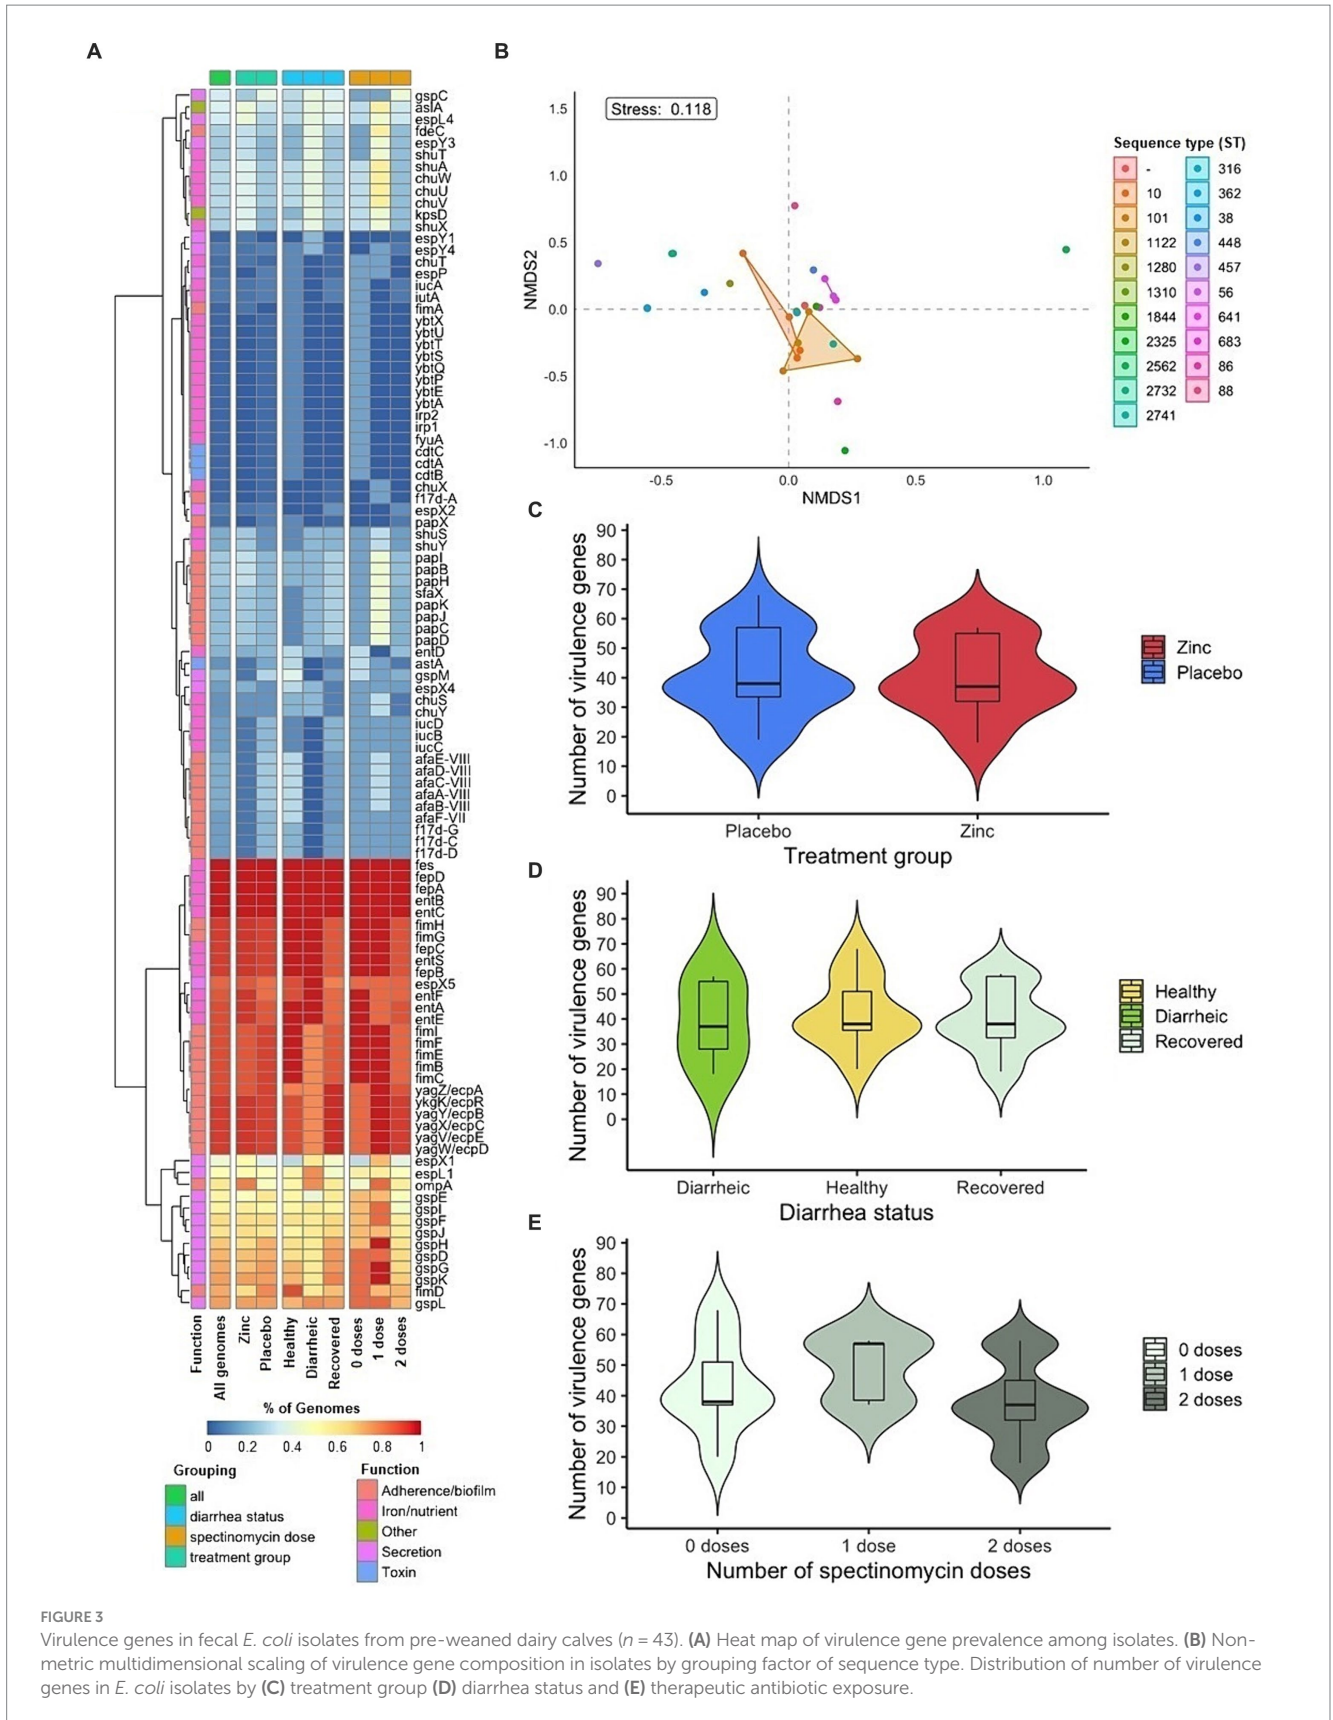 A
gspC
aslA
espL4
fdeC
espY3
shuT
shuA
chuW
chuU
chuV
kpsD
shuX
espY1
espY4
chuT
espP
iucA
iutA
fimA
ybtX
ybtU
ybtT
ybtS
ybtQ
ybtP
ybtE
ybtA
irp2
irp1
fyuA
cdtC
cdtA
cdtB
chuX
f17d-A
espX2
papX
shuS
shuY
papI
papB
papH
sfaX
papK
papJ
papC
papD
entD
astA
gspM
espX4
chuS
chuY
iucD
iucB
iucC
afaE-VIII
afaD-VIII
afaC-VIII
afaA-VIII
afaB-VIII
afaF-VII
f17d-G
f17d-C
f17d-D
fes
fepD
fepA
entB
entC
fimH
fimG
fepC
entS
fepB
espX5
entF
entA
entE
fimI
fimF
fimE
fimB
fimC
yagZ/ecpA
ykgK/ecpR
yagY/ecpB
yagX/ecpC
yagV/ecpE
yagW/ecpD
espX1
espL1
ompA
gspE
gspI
gspF
gspJ
gspH
gspD
gspG
gspK
fimD
gspL
Function
All genomes
Zinc
Placebo
Healthy
Diarrheic
Recovered
0 doses
1 dose
2 doses
% of Genomes
0 0.2 0.4 0.6 0.8 1
Grouping
all
diarrhea status
spectinomycin dose
treatment group
Function
Adherence/biofilm
Iron/nutrient
Other
Secretion
Toxin
B
Stress: 0.118
1.5
1.0
0.5
0.0
-0.5
-1.0
NMDS2
-0.5 0.0 0.5 1.0
NMDS1
Sequence type (ST)
- 316
10 362
101 38
1122 448
1280 457
1310 56
1844 641
2325 683
2562 86
2732 88
2741
C
Number of virulence genes
90
80
70
60
50
40
30
20
10
0
Placebo Zinc
Treatment group
Zinc
Placebo
D
Number of virulence genes
90
80
70
60
50
40
30
20
10
0
Diarrheic Healthy Recovered
Diarrhea status
Healthy
Diarrheic
Recovered
E
Number of virulence genes
90
80
70
60
50
40
30
20
10
0
0 doses 1 dose 2 doses
Number of spectinomycin doses
0 doses
1 dose
2 doses
FIGURE 3
Virulence genes in fecal E. coli isolates from pre-weaned dairy calves (n = 43). (A) Heat map of virulence gene prevalence among isolates. (B) Non-
metric multidimensional scaling of virulence gene composition in isolates by grouping factor of sequence type. Distribution of number of virulence
genes in E. coli isolates by (C) treatment group (D) diarrhea status and (E) therapeutic antibiotic exposure.